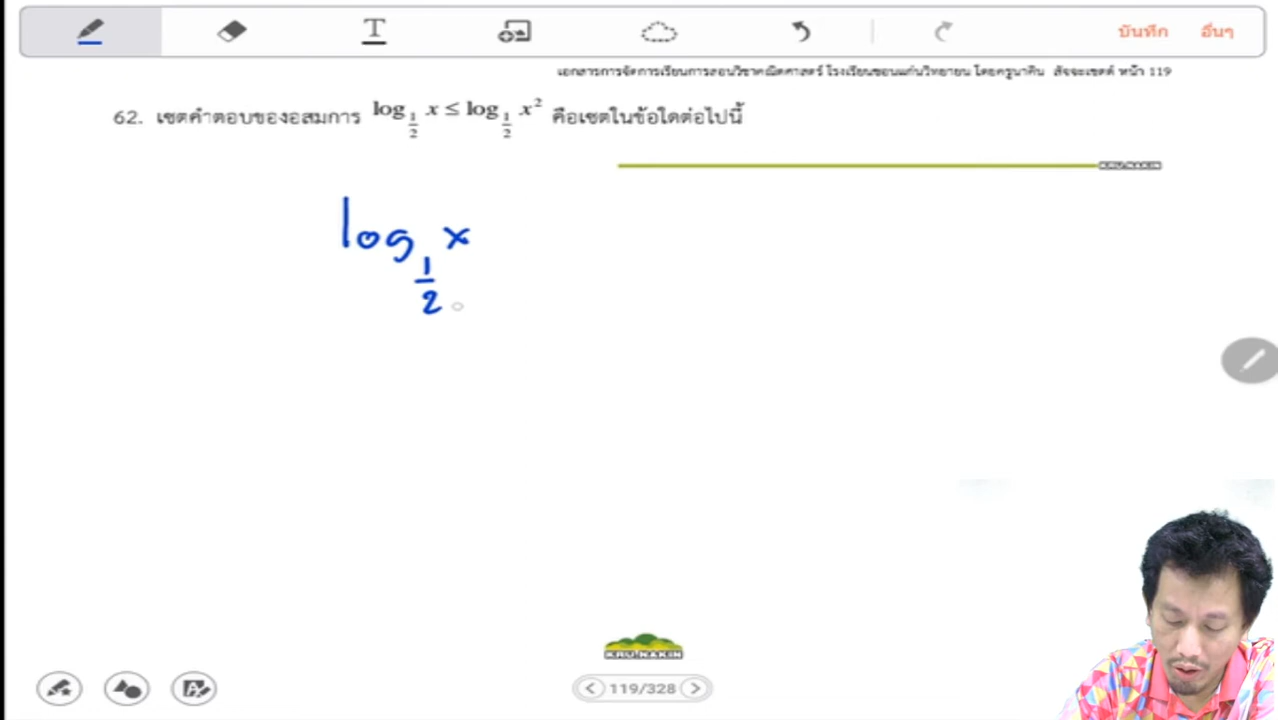 T
บันทึก อื่นๆ
เอกสารการจัดการเรียนการสอนวิชาคณิตศาสตร์ โรงเรียนขอนแก่นวิทยายน โดยครูนาคิน สัจจะเขตต์ หน้า 119
62. เซตคำตอบของอสมการ log_{1/2} x ≤ log_{1/2} x² คือเซตในข้อใดต่อไปนี้
KRU NAKIN
log_{1/2} x
KRU NAKIN
119/328